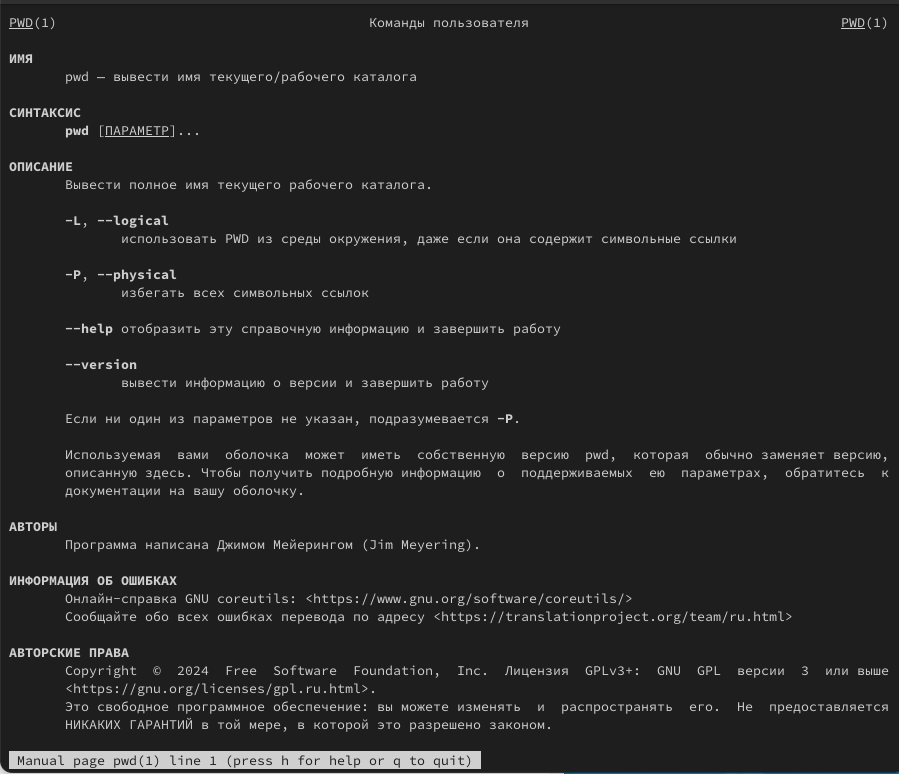 PWD(1) Команды пользователя PWD(1)
ИМЯ
pwd — вывести имя текущего/рабочего каталога
СИНТАКСИС
pwd [ПАРАМЕТР]...
ОПИСАНИЕ
Вывести полное имя текущего рабочего каталога.
-L, --logical
использовать PWD из среды окружения, даже если она содержит символьные ссылки
-P, --physical
избегать всех символьных ссылок
--help отобразить эту справочную информацию и завершить работу
--version
вывести информацию о версии и завершить работу
Если ни один из параметров не указан, подразумевается -P.
Используемая вами оболочка может иметь собственную версию pwd, которая обычно заменяет версию,
описанную здесь. Чтобы получить подробную информацию о поддерживаемых ею параметрах, обратитесь к
документации на вашу оболочку.
АВТОРЫ
Программа написана Джимом Мейерингом (Jim Meyering).
ИНФОРМАЦИЯ ОБ ОШИБКАХ
Онлайн-справка GNU coreutils: <https://www.gnu.org/software/coreutils/>
Сообщайте обо всех ошибках перевода по адресу <https://translationproject.org/team/ru.html>
АВТОРСКИЕ ПРАВА
Copyright © 2024 Free Software Foundation, Inc. Лицензия GPLv3+: GNU GPL версии 3 или выше
<https://gnu.org/licenses/gpl.ru.html>.
Это свободное программное обеспечение: вы можете изменять и распространять его. Не предоставляется
НИКАКИХ ГАРАНТИЙ в той мере, в которой это разрешено законом.
Manual page pwd(1) line 1 (press h for help or q to quit)